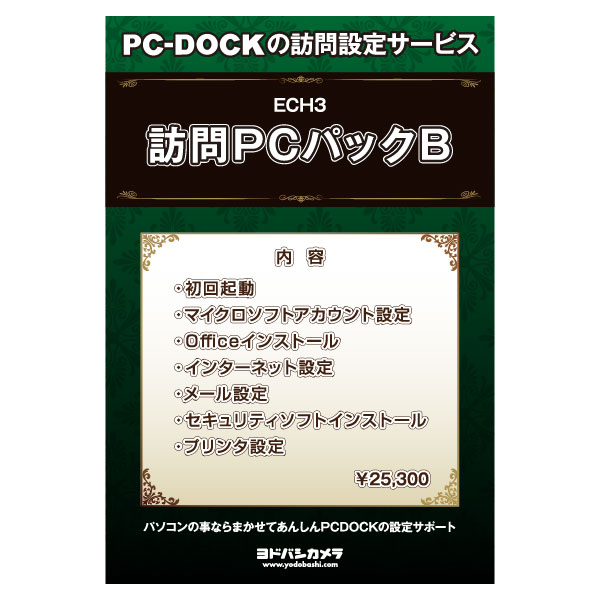 PC-DOCKの訪問設定サービス
ECH3
訪問PCパックB
内 容
・初回起動
・マイクロソフトアカウント設定
・Officeインストール
・インターネット設定
・メール設定
・セキュリティソフトインストール
・プリンタ設定
¥25,300
パソコンの事ならまかせてあんしんPCDOCKの設定サポート
ヨドバシカメラ
www.yodobashi.com